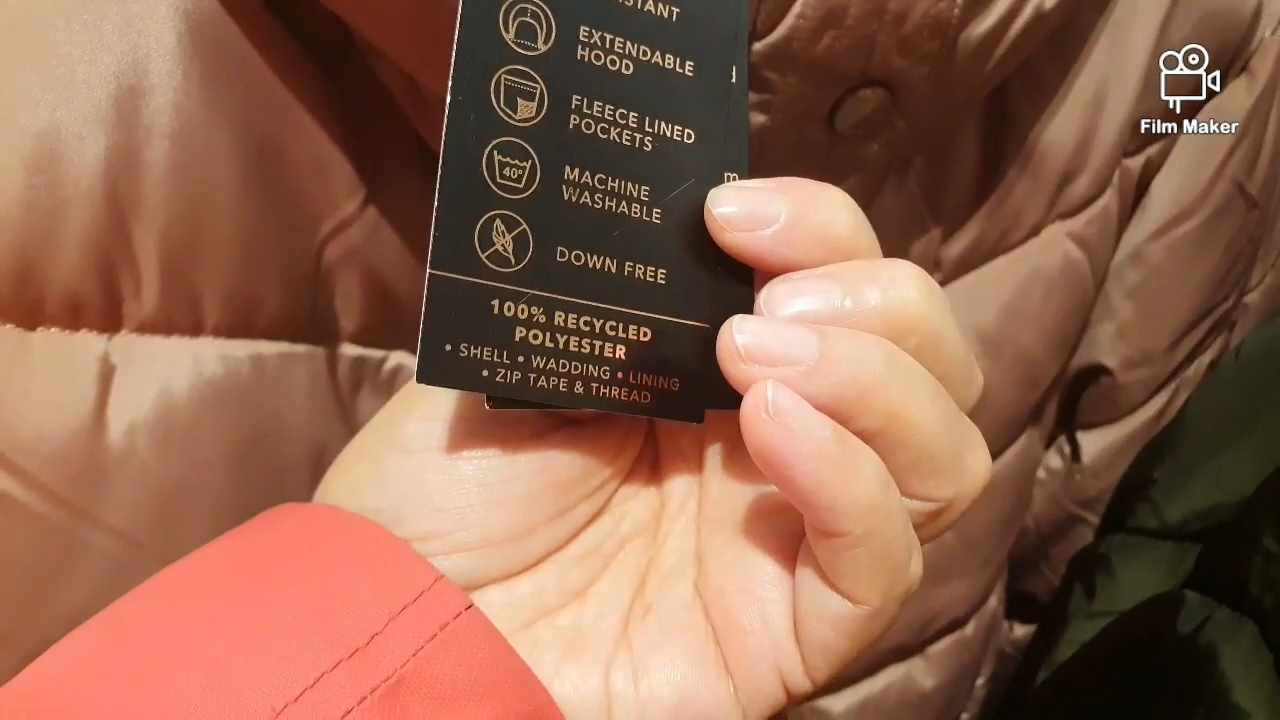 EXTENDABLE
HOOD
FLEECE LINED
POCKETS
40°
MACHINE
WASHABLE
DOWN FREE
100% RECYCLED
POLYESTER
• SHELL • WADDING • LINING
• ZIP TAPE & THREAD
Film Maker